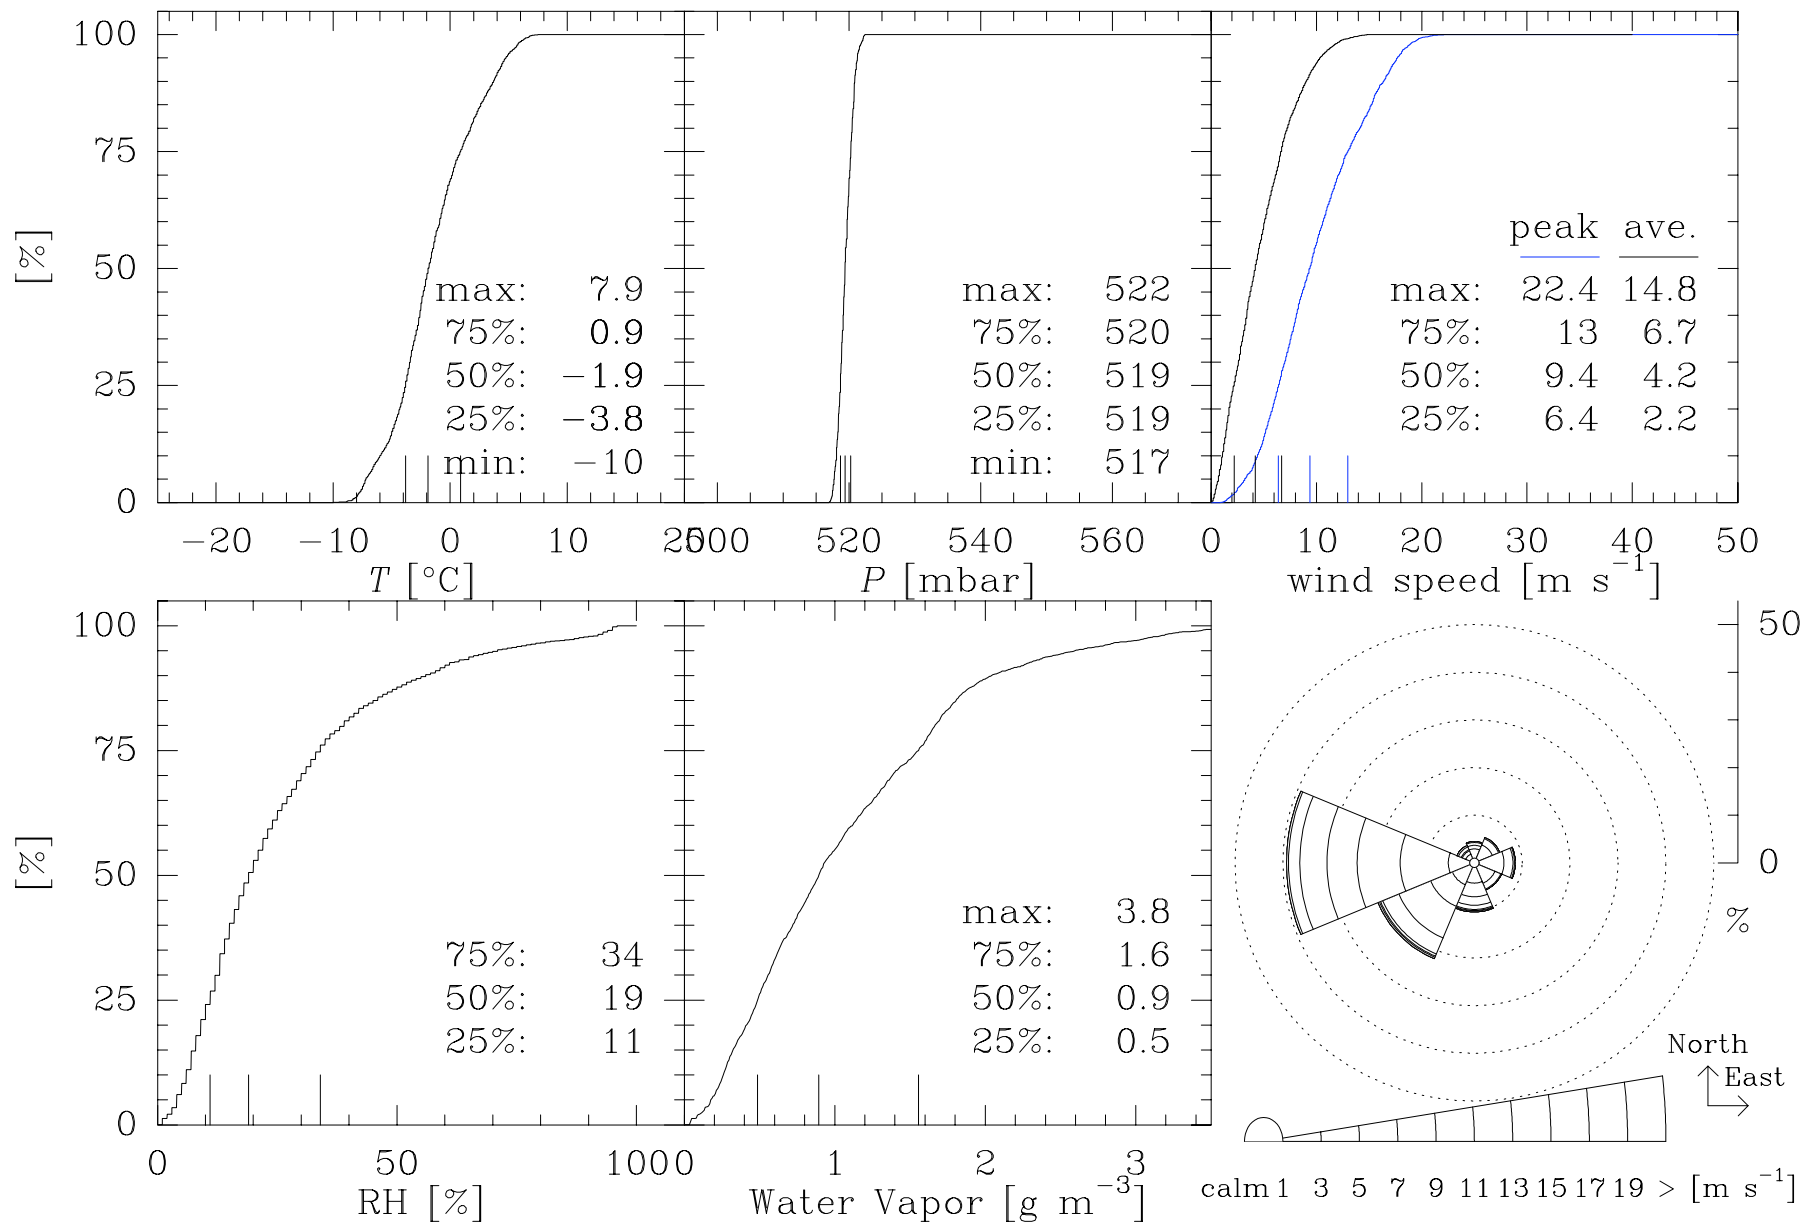 100
75
50
25
0
[%]
max: 7.9
75%: 0.9
50%: −1.9
25%: −3.8
min: −10
−20 −10 0 10 20
T [°C]
max: 522
75%: 520
50%: 519
25%: 519
min: 517
500 520 540 560
P [mbar]
peak ave.
max: 22.4 14.8
75%: 13 6.7
50%: 9.4 4.2
25%: 6.4 2.2
0 10 20 30 40 50
wind speed [m s⁻¹]
100
75
50
25
0
[%]
75%: 34
50%: 19
25%: 11
0 50 100
RH [%]
max: 3.8
75%: 1.6
50%: 0.9
25%: 0.5
0 1 2 3
Water Vapor [g m⁻³]
50
0
%
North
East
calm 1 3 5 7 9 11 13 15 17 19 > [m s⁻¹]